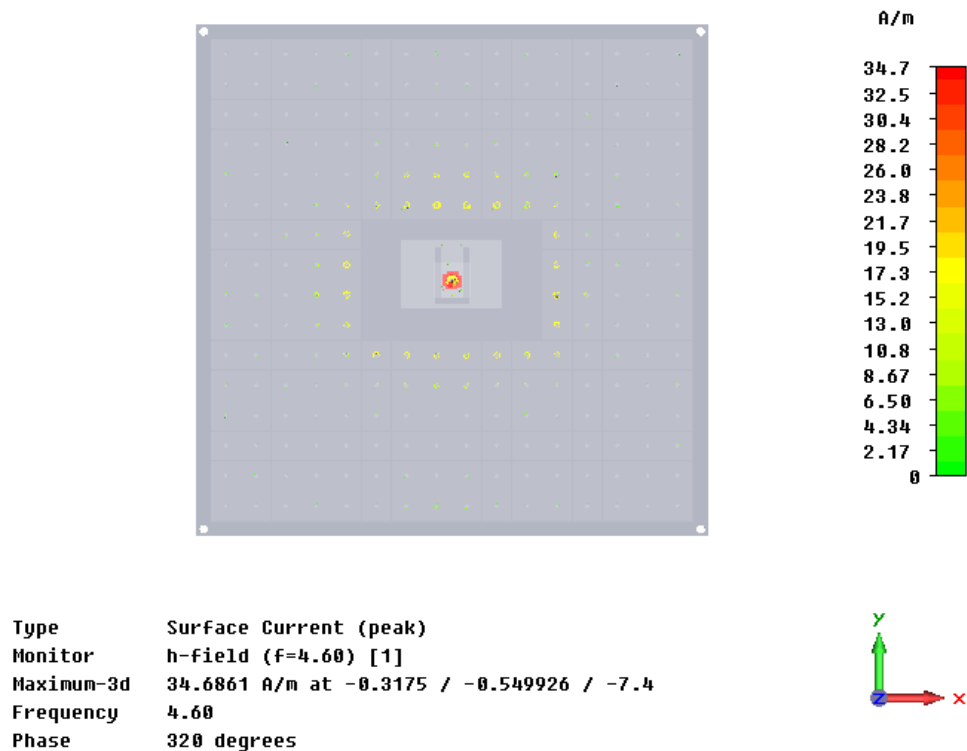 A/m
34.7
32.5
30.4
28.2
26.0
23.8
21.7
19.5
17.3
15.2
13.0
10.8
8.67
6.50
4.34
2.17
0
Type Surface Current (peak)
Monitor h-field (f=4.60) [1]
Maximum-3d 34.6861 A/m at -0.3175 / -0.549926 / -7.4
Frequency 4.60
Phase 320 degrees
y
z
x